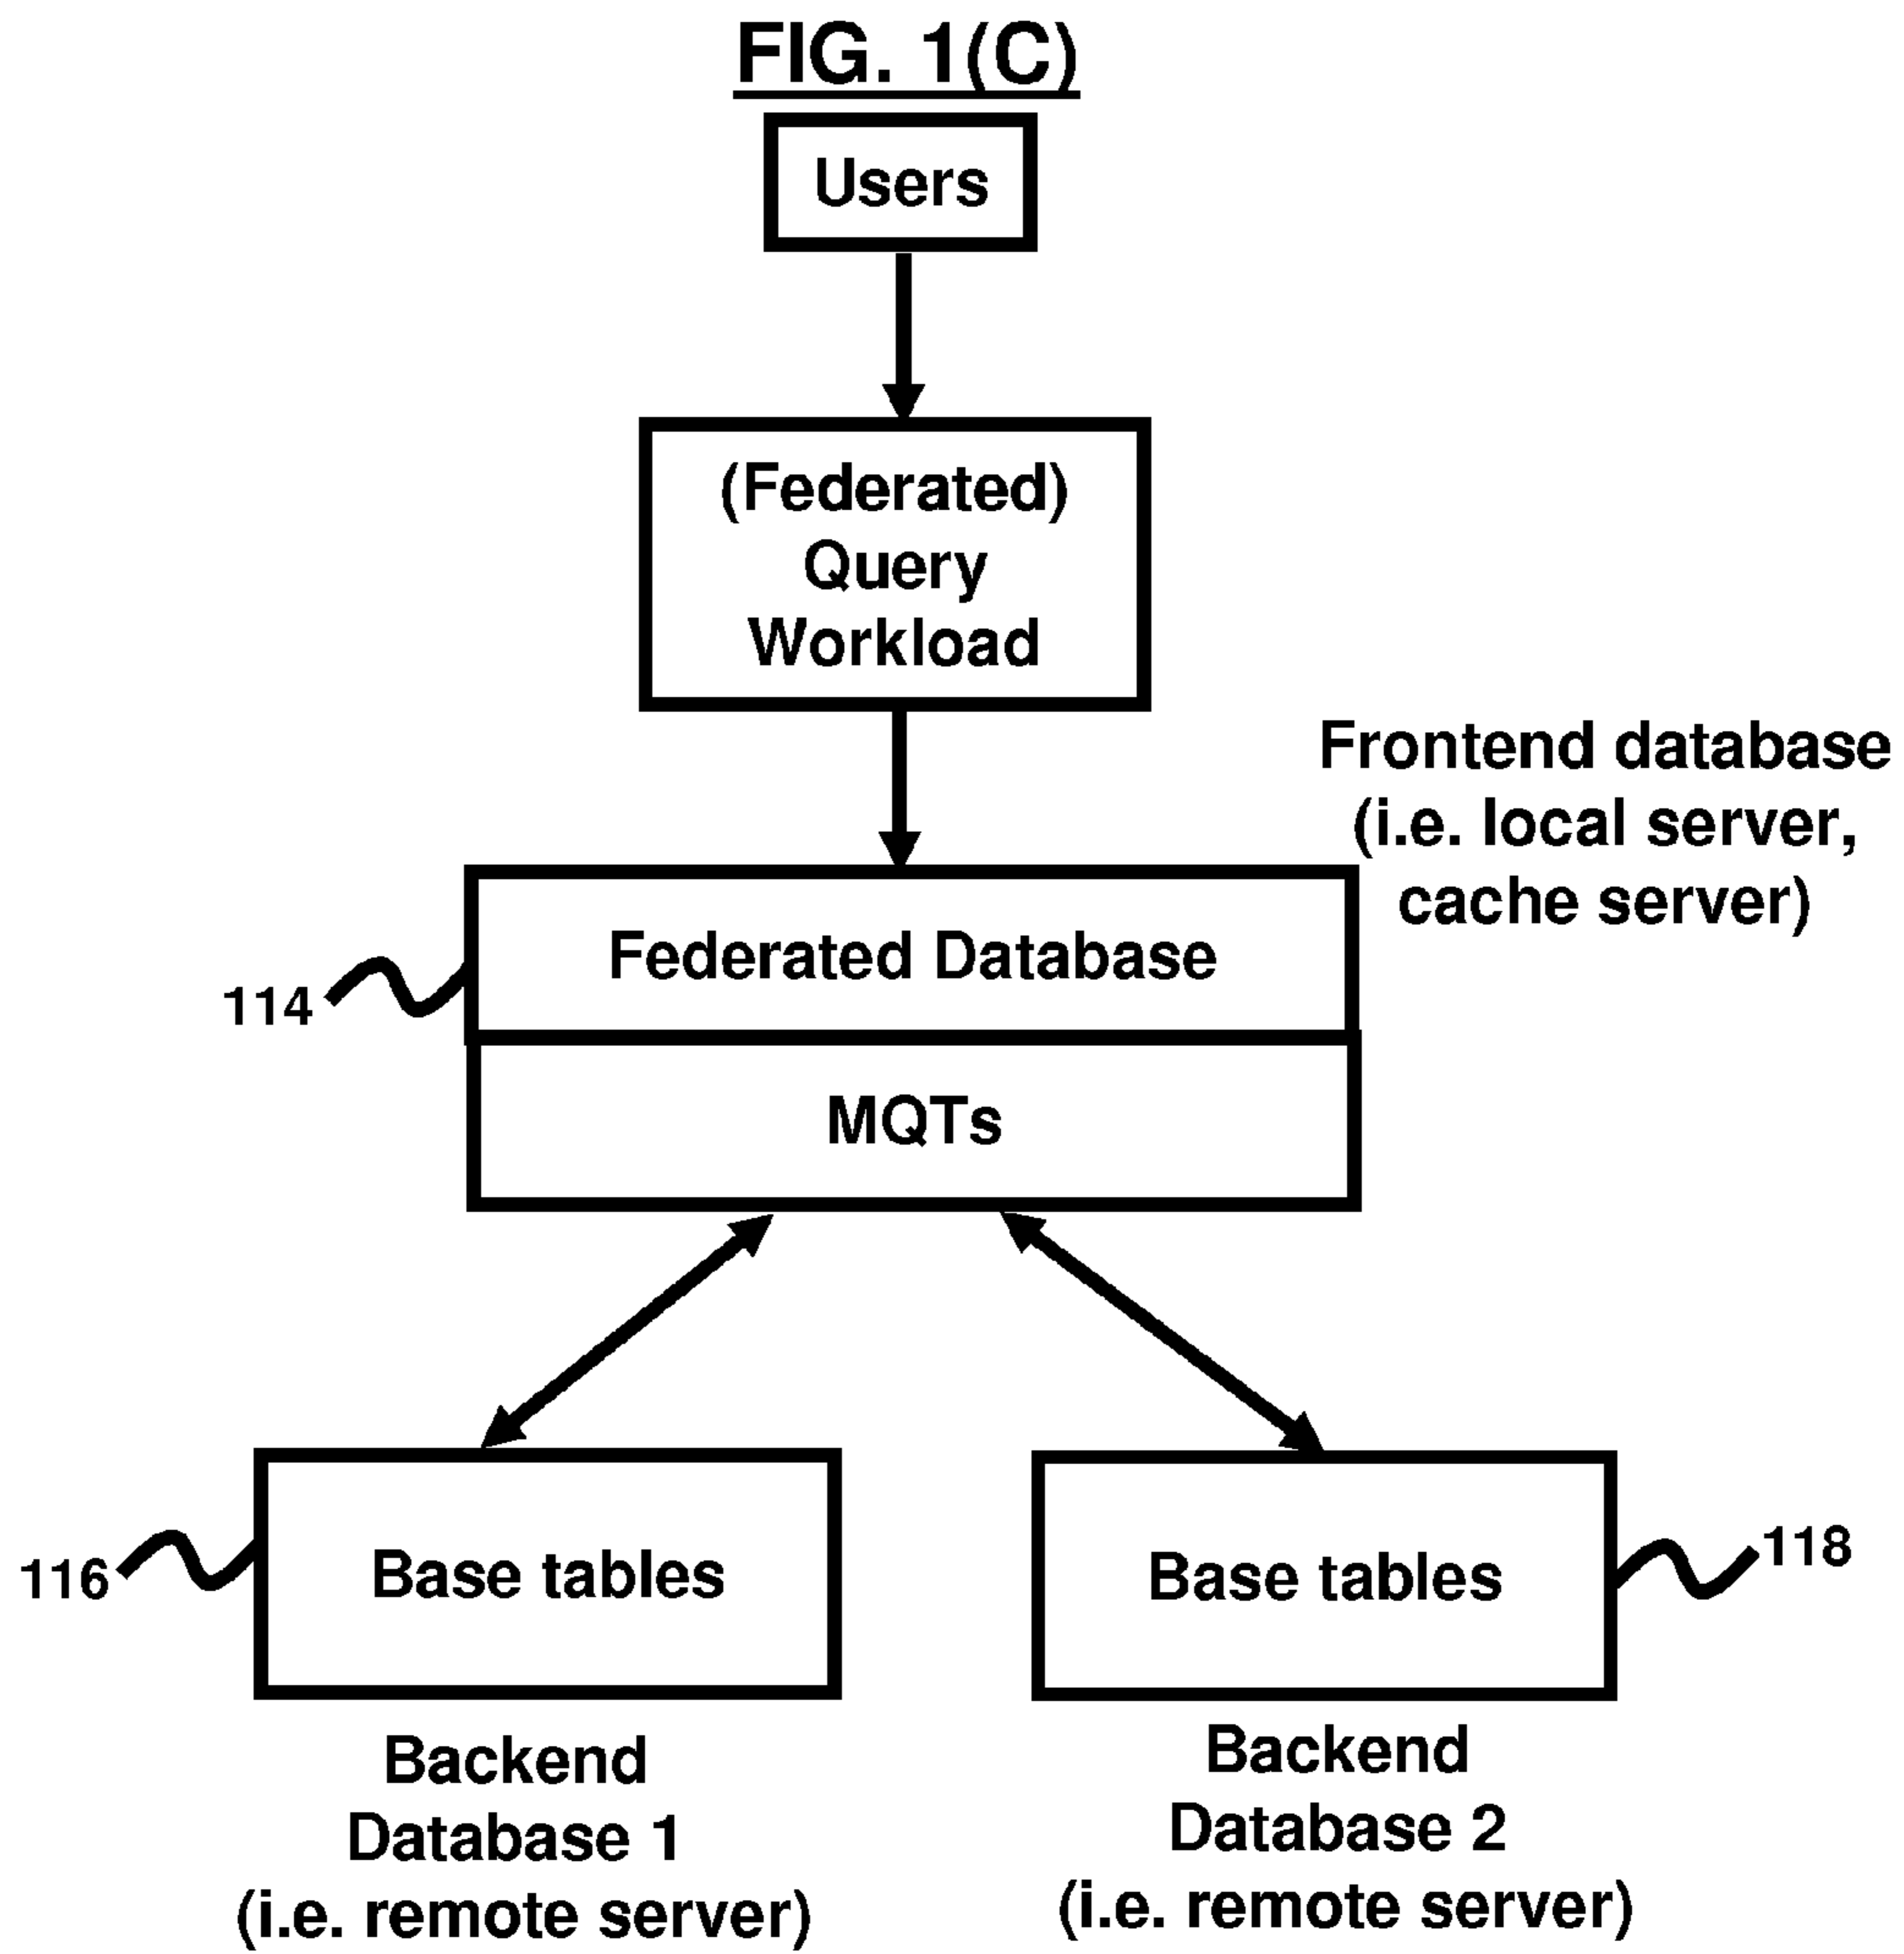 FIG. 1(C)
Users
(Federated)
Query
Workload
Frontend database
(i.e. local server,
cache server)
Federated Database
114
MQTs
116
Base tables
Base tables
118
Backend
Database 1
(i.e. remote server)
Backend
Database 2
(i.e. remote server)